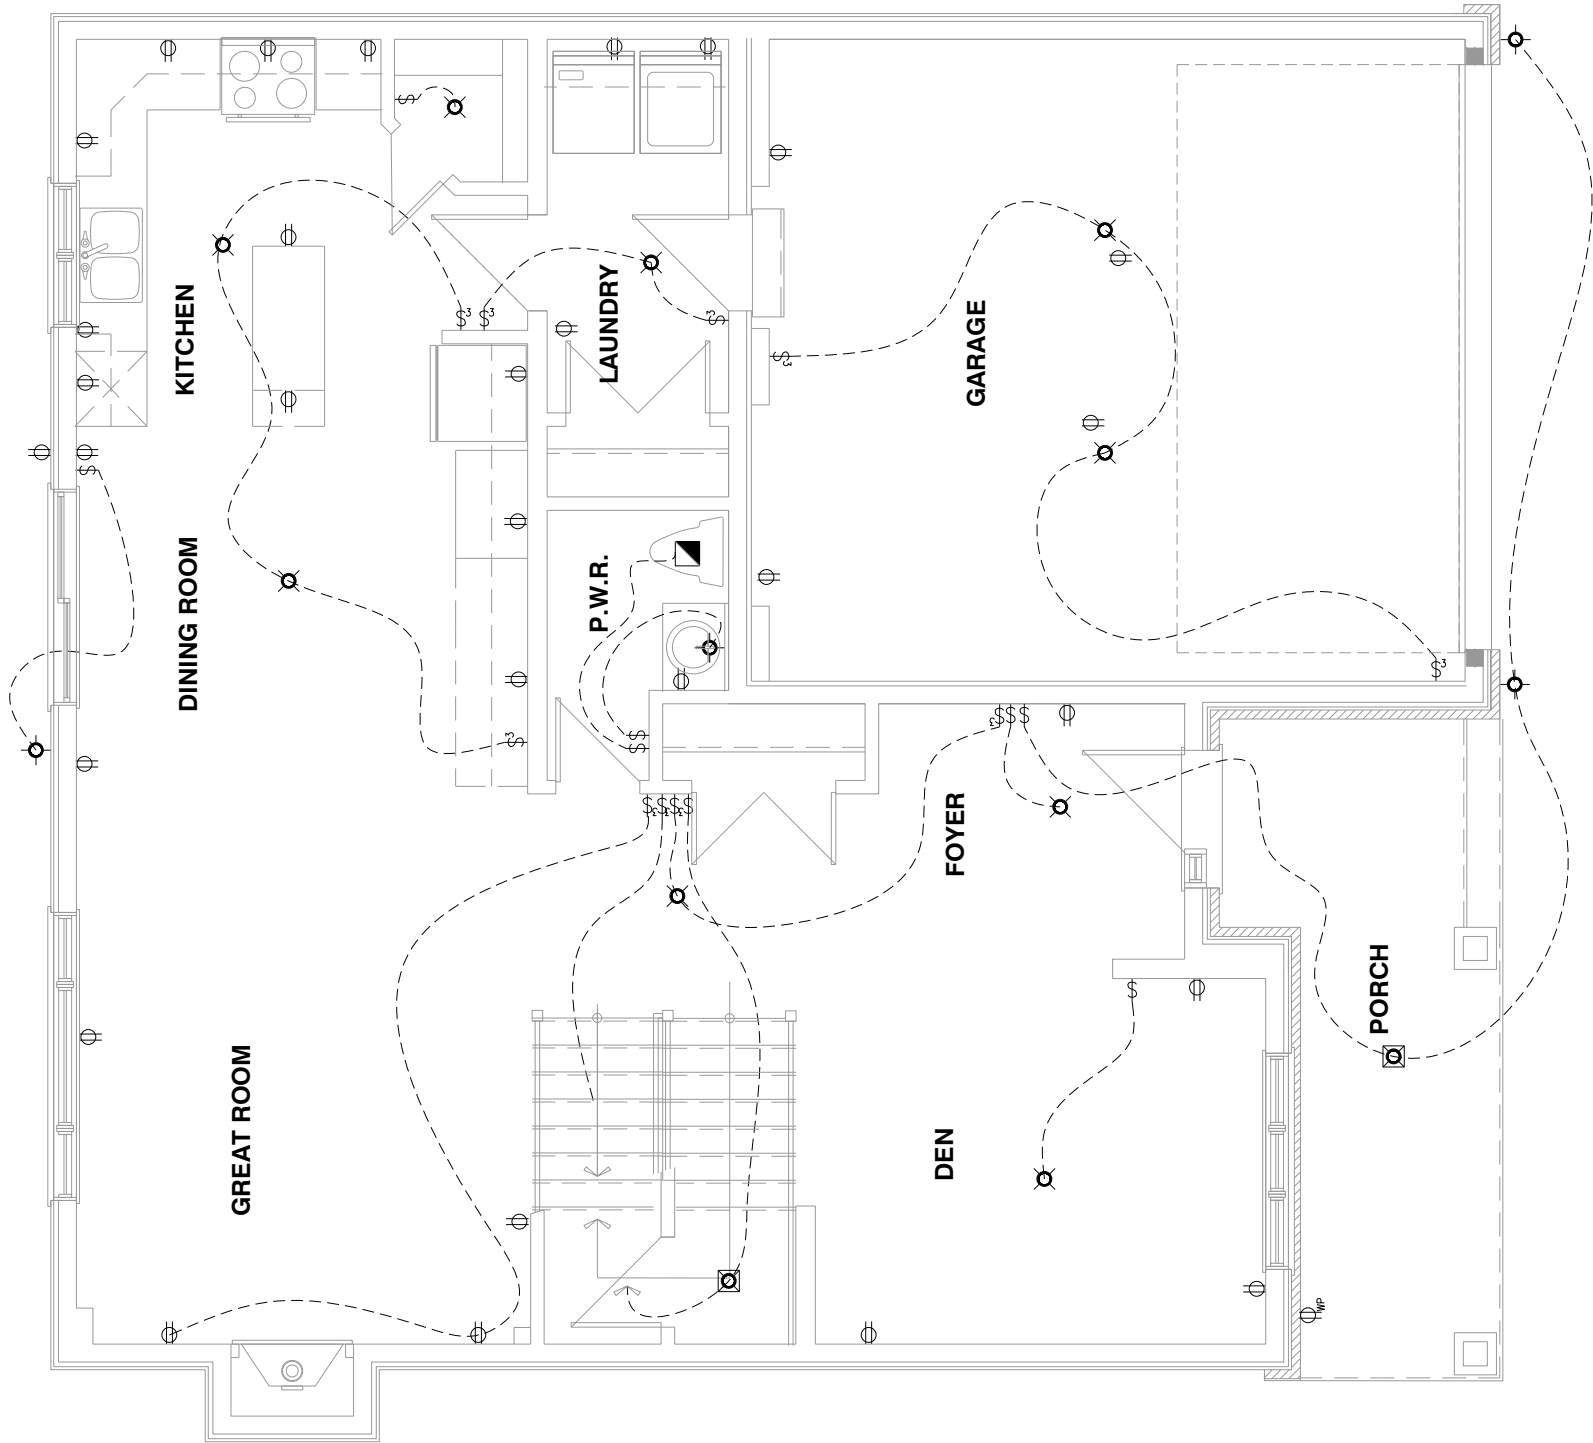 KITCHEN
LAUNDRY
GARAGE
DINING ROOM
P.W.R.
FOYER
GREAT ROOM
DEN
PORCH
WP